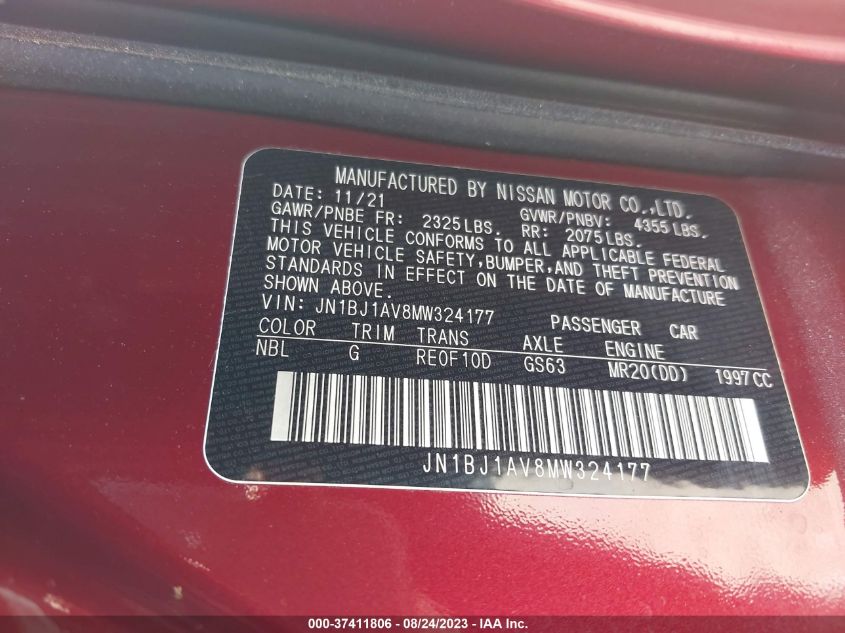 MANUFACTURED BY NISSAN MOTOR CO.,LTD.
DATE: 11/21 GVWR/PNBV: 4355LBS.
GAWR/PNBE FR: 2325LBS. RR: 2075LBS.
THIS VEHICLE CONFORMS TO ALL APPLICABLE FEDERAL
MOTOR VEHICLE SAFETY,BUMPER,AND THEFT PREVENTION
STANDARDS IN EFFECT ON THE DATE OF MANUFACTURE
SHOWN ABOVE.
VIN: JN1BJ1AV8MW324177 PASSENGER CAR
COLOR TRIM TRANS AXLE ENGINE
NBL G RE0F10D GS63 MR20(DD) 1997CC
JN1BJ1AV8MW324177
000-37411806 - 08/24/2023 - IAA Inc.